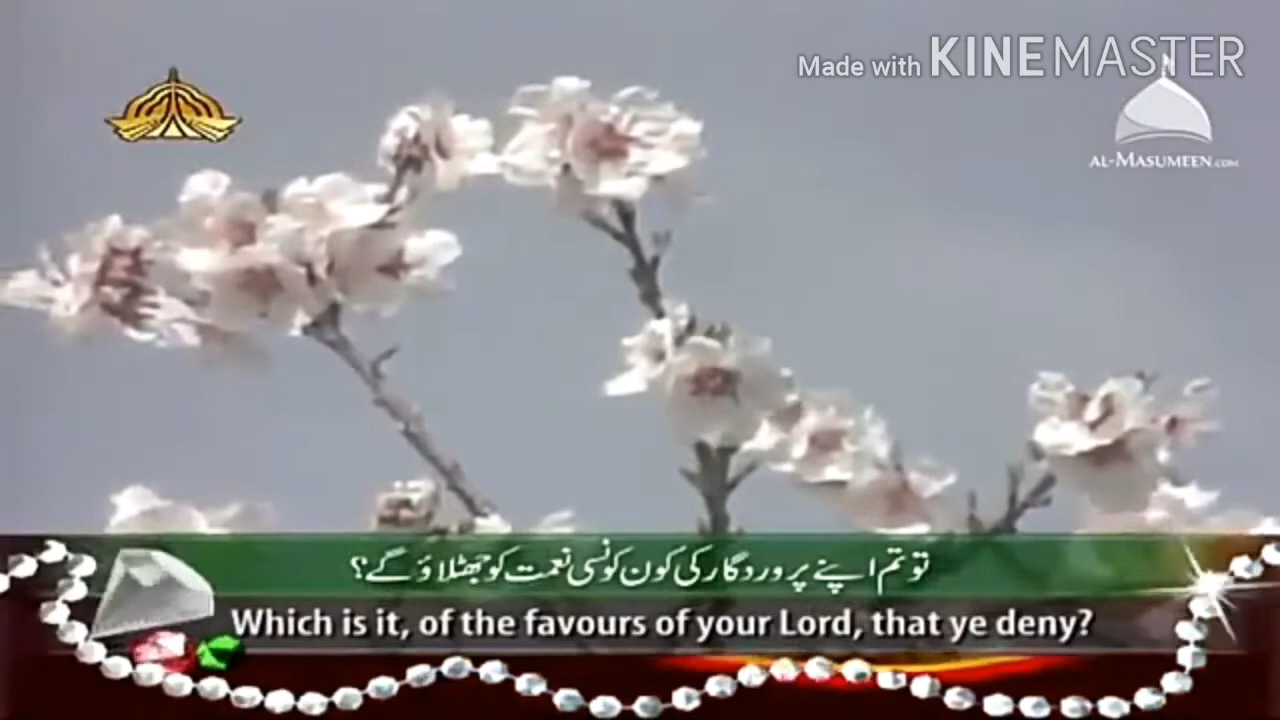 Made with KINEMASTER
AL-MASUMEEN.COM
تو تم اپنے پروردگار کی کون کونسی نعمت کو جھٹلاؤ گے؟
Which is it, of the favours of your Lord, that ye deny?